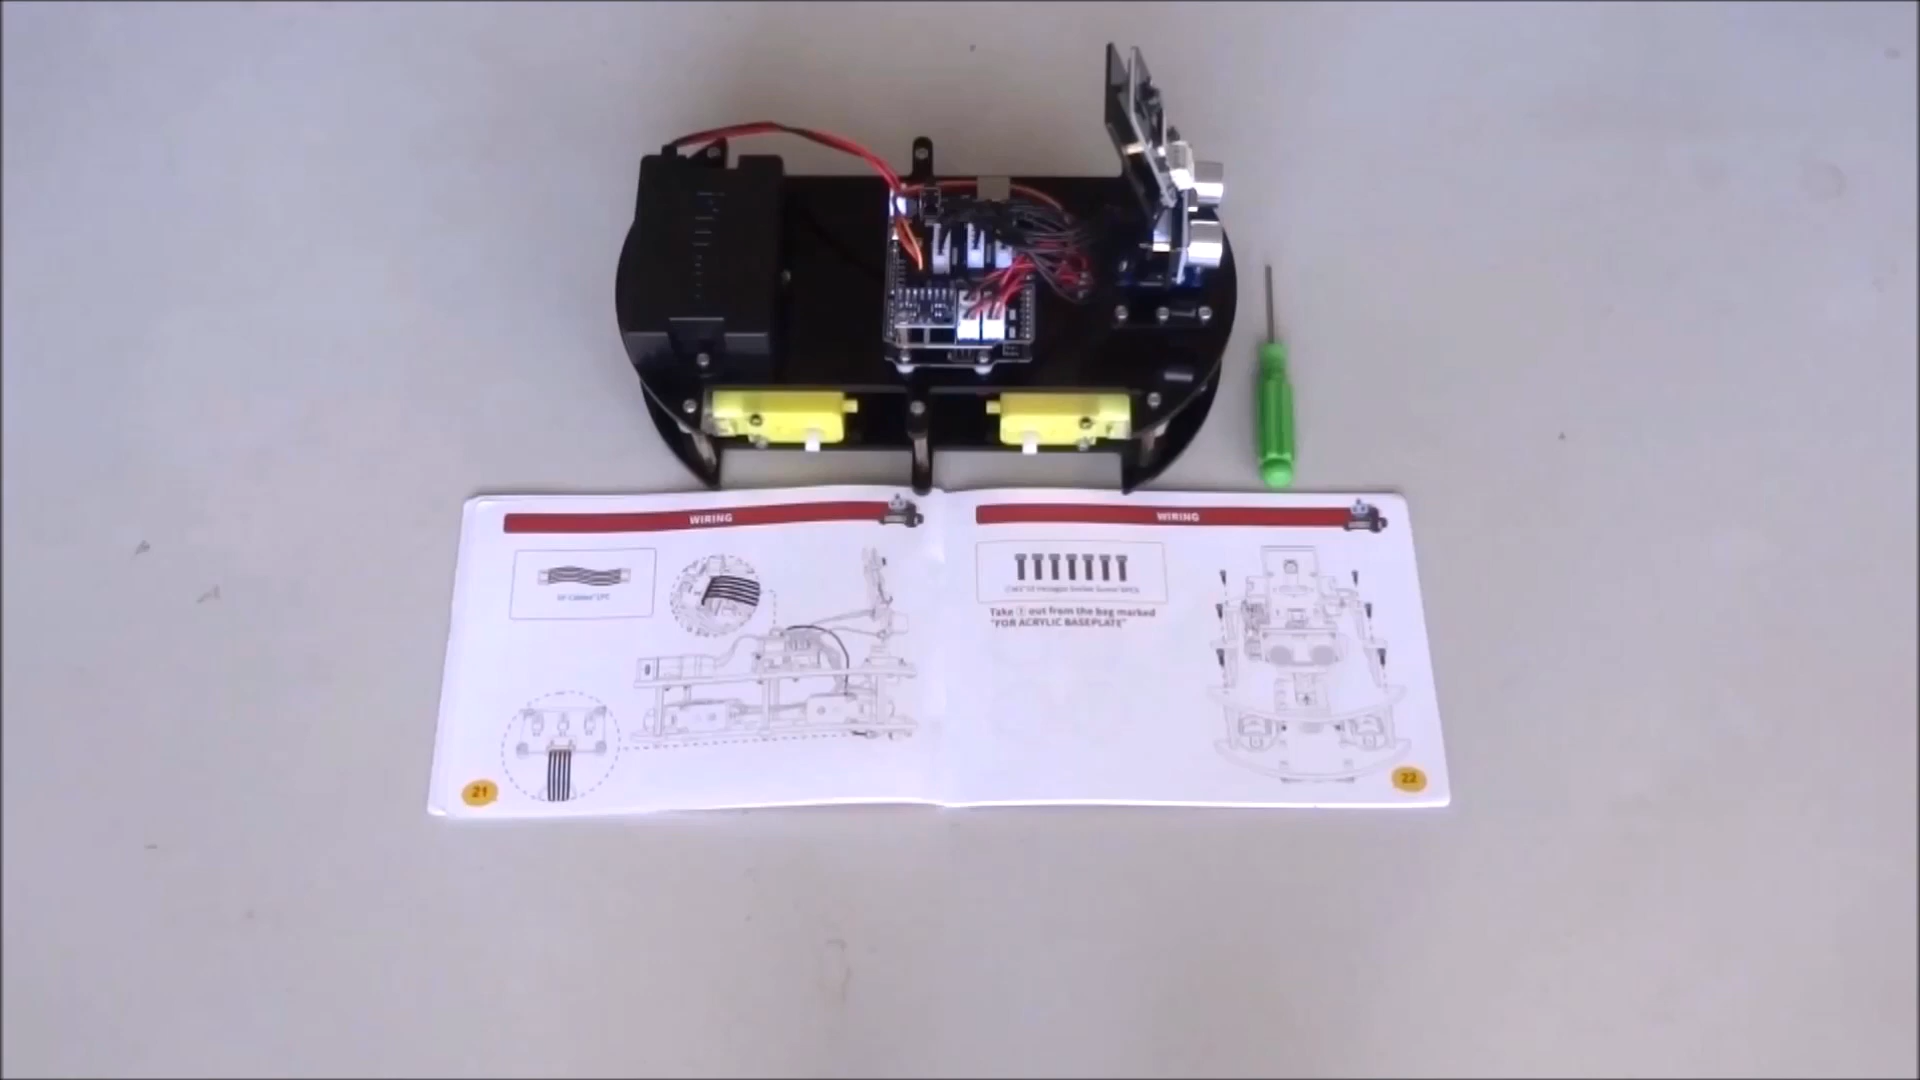 WIRING
WIRING
Take ① out from the bag marked
"FOR ACRYLIC BASEPLATE"
21
22